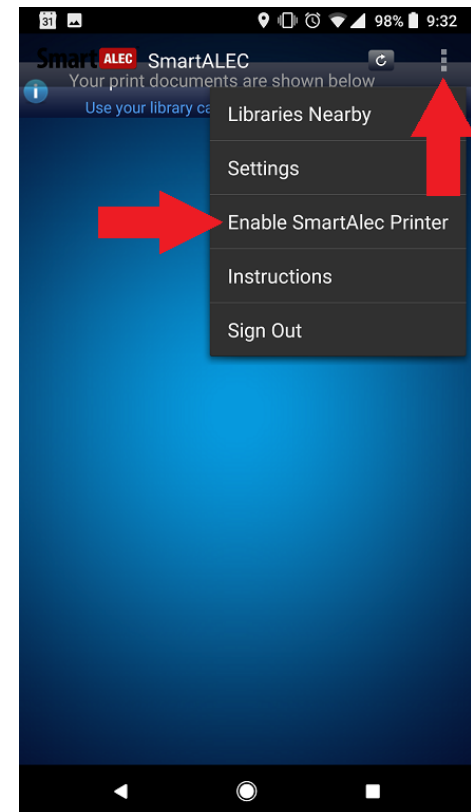 31 98% 9:32
Smart ALEC SmartALEC
Your print documents are shown below
Use your library ca
Libraries Nearby
Settings
Enable SmartAlec Printer
Instructions
Sign Out